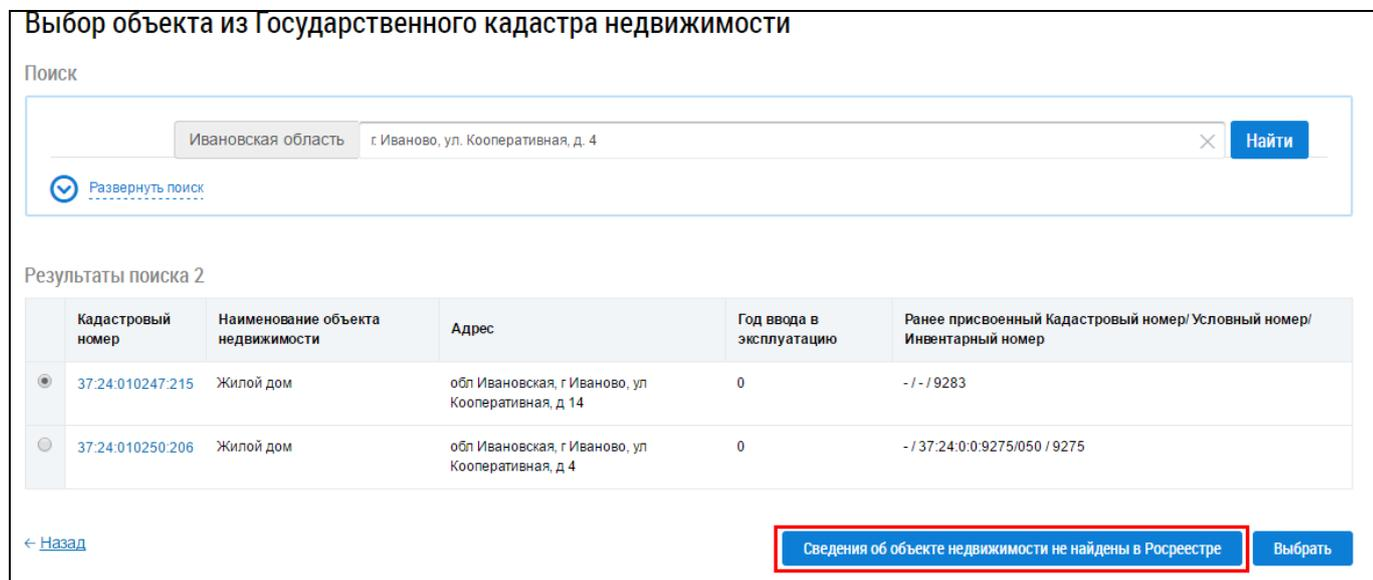 Выбор объекта из Государственного кадастра недвижимости
Поиск
Ивановская область г. Иваново, ул. Кооперативная, д. 4 Найти
Развернуть поиск
Результаты поиска 2
Кадастровый номер Наименование объекта недвижимости Адрес Год ввода в эксплуатацию Ранее присвоенный Кадастровый номер/ Условный номер/ Инвентарный номер
37:24:010247:215 Жилой дом обл Ивановская, г Иваново, ул Кооперативная, д 14 0 - / - / 9283
37:24:010250:206 Жилой дом обл Ивановская, г Иваново, ул Кооперативная, д 4 0 - / 37:24:0:0:9275/050 / 9275
← Назад Сведения об объекте недвижимости не найдены в Росреестре Выбрать